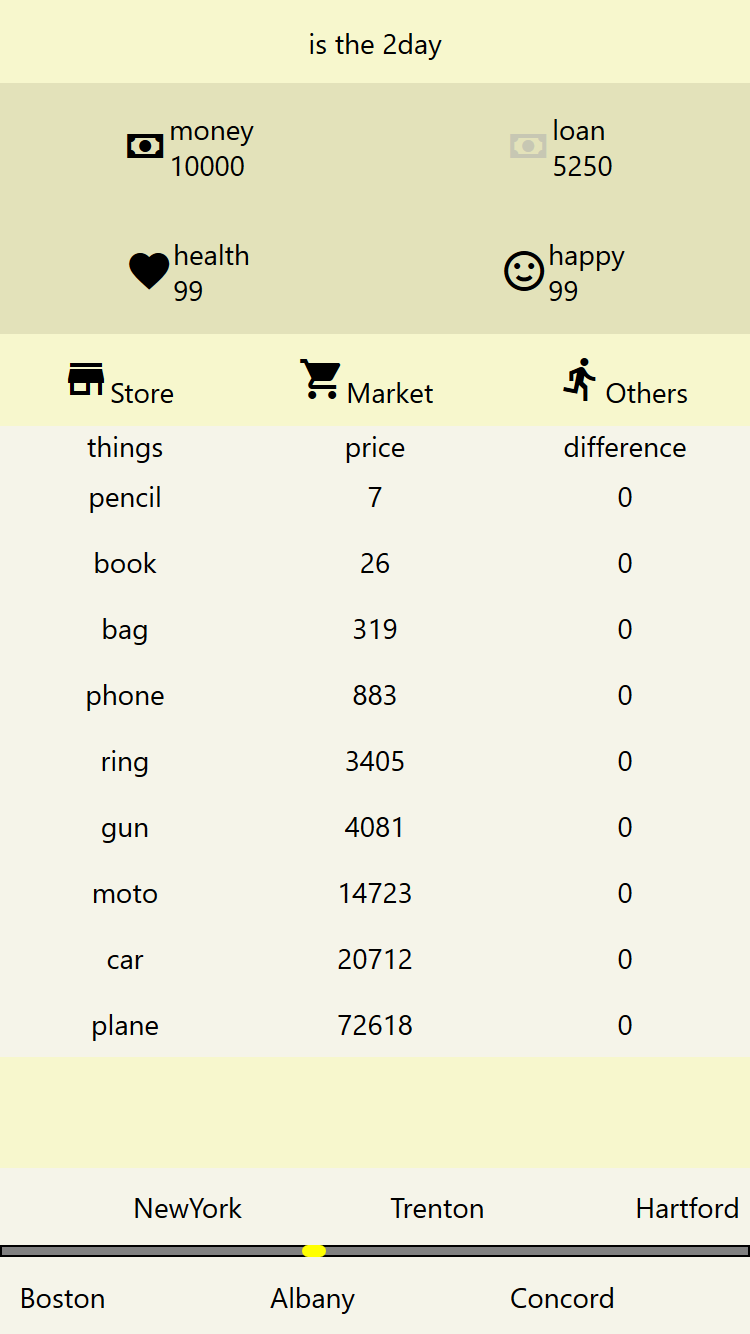 is the 2day
money loan
10000 5250
health happy
99 99
Store Market Others
things price difference
pencil 7 0
book 26 0
bag 319 0
phone 883 0
ring 3405 0
gun 4081 0
moto 14723 0
car 20712 0
plane 72618 0
NewYork Trenton Hartford
Boston Albany Concord